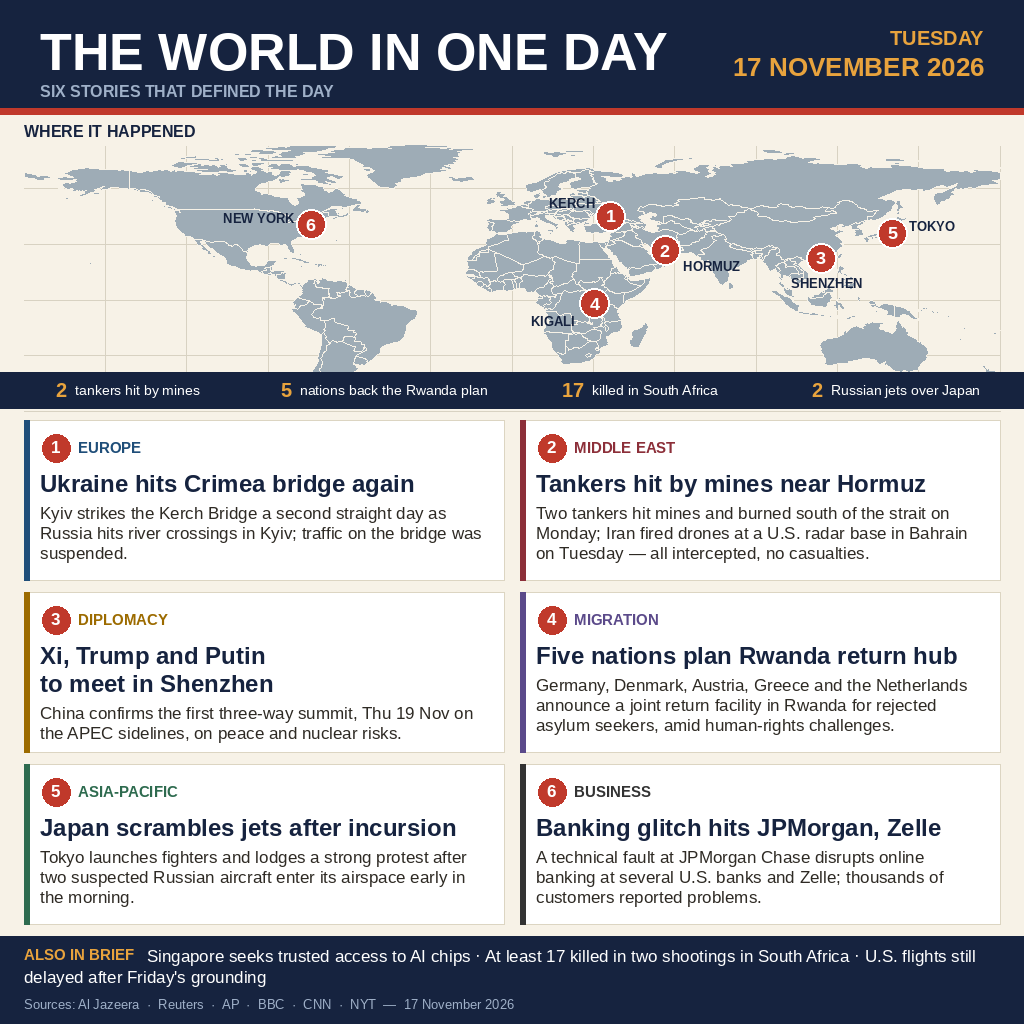 THE WORLD IN ONE DAY
SIX STORIES THAT DEFINED THE DAY
TUESDAY
17 NOVEMBER 2026
WHERE IT HAPPENED
KERCH
1
NEW YORK
6
TOKYO
5
2
HORMUZ
3
SHENZHEN
4
KIGALI
2 tankers hit by mines
5 nations back the Rwanda plan
17 killed in South Africa
2 Russian jets over Japan
1 EUROPE
Ukraine hits Crimea bridge again
Kyiv strikes the Kerch Bridge a second straight day as
Russia hits river crossings in Kyiv; traffic on the bridge was
suspended.
2 MIDDLE EAST
Tankers hit by mines near Hormuz
Two tankers hit mines and burned south of the strait on
Monday; Iran fired drones at a U.S. radar base in Bahrain
on Tuesday — all intercepted, no casualties.
3 DIPLOMACY
Xi, Trump and Putin
to meet in Shenzhen
China confirms the first three-way summit, Thu 19 Nov on
the APEC sidelines, on peace and nuclear risks.
4 MIGRATION
Five nations plan Rwanda return hub
Germany, Denmark, Austria, Greece and the Netherlands
announce a joint return facility in Rwanda for rejected
asylum seekers, amid human-rights challenges.
5 ASIA-PACIFIC
Japan scrambles jets after incursion
Tokyo launches fighters and lodges a strong protest after
two suspected Russian aircraft enter its airspace early in
the morning.
6 BUSINESS
Banking glitch hits JPMorgan, Zelle
A technical fault at JPMorgan Chase disrupts online
banking at several U.S. banks and Zelle; thousands of
customers reported problems.
ALSO IN BRIEF Singapore seeks trusted access to AI chips · At least 17 killed in two shootings in South Africa · U.S. flights still
delayed after Friday's grounding
Sources: Al Jazeera · Reuters · AP · BBC · CNN · NYT — 17 November 2026